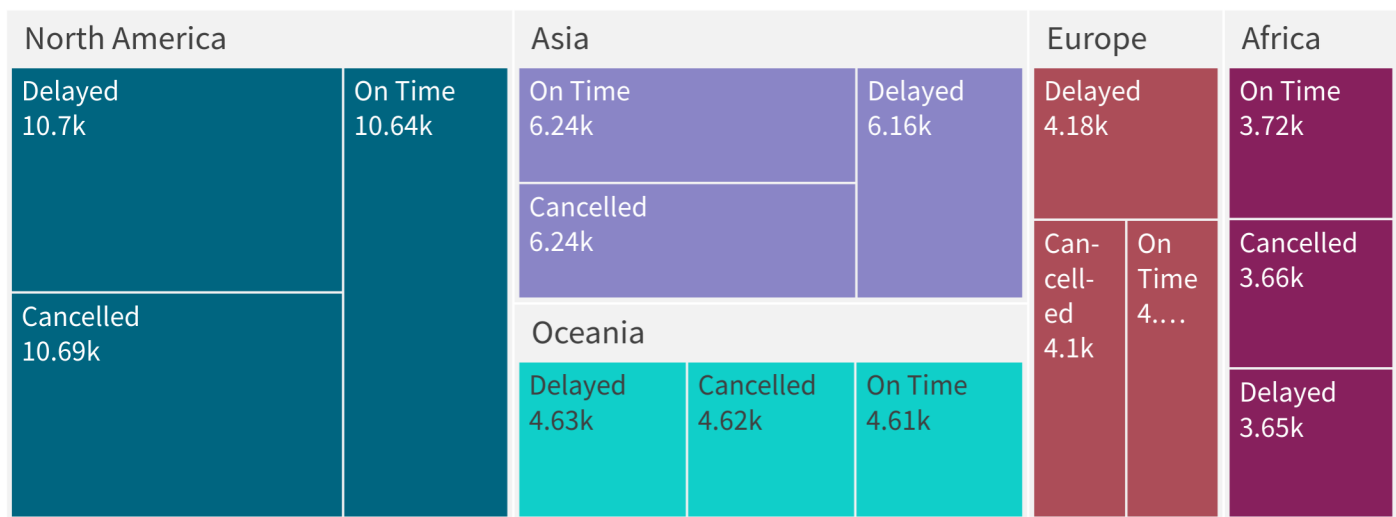 North America
Delayed
10.7k
Cancelled
10.69k
On Time
10.64k
Asia
On Time
6.24k
Cancelled
6.24k
Delayed
6.16k
Oceania
Delayed
4.63k
Cancelled
4.62k
On Time
4.61k
Europe
Delayed
4.18k
Can-
cell-
ed
4.1k
On
Time
4.…
Africa
On Time
3.72k
Cancelled
3.66k
Delayed
3.65k